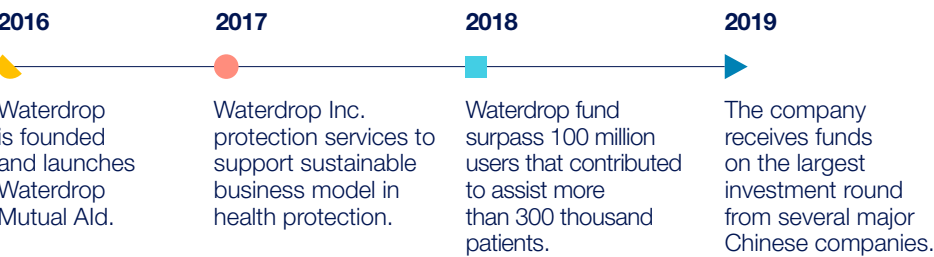 2016
2017
2018
2019
Waterdrop
is founded
and launches
Waterdrop
Mutual AId.
Waterdrop Inc.
protection services to
support sustainable
business model in
health protection.
Waterdrop fund
surpass 100 million
users that contributed
to assist more
than 300 thousand
patients.
The company
receives funds
on the largest
investment round
from several major
Chinese companies.